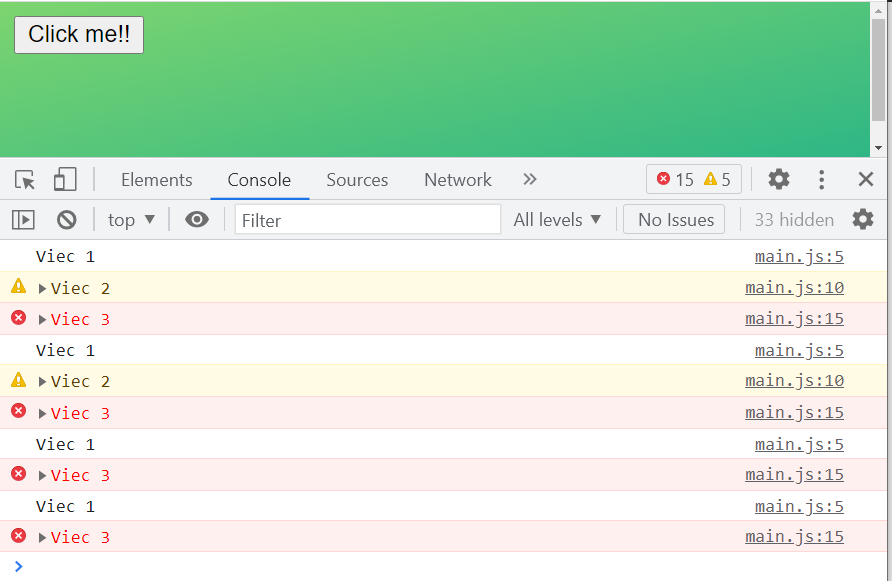 Click me!!
Elements Console Sources Network » 15 5
top Filter All levels No Issues 33 hidden
Viec 1 main.js:5
Viec 2 main.js:10
Viec 3 main.js:15
Viec 1 main.js:5
Viec 2 main.js:10
Viec 3 main.js:15
Viec 1 main.js:5
Viec 3 main.js:15
Viec 1 main.js:5
Viec 3 main.js:15